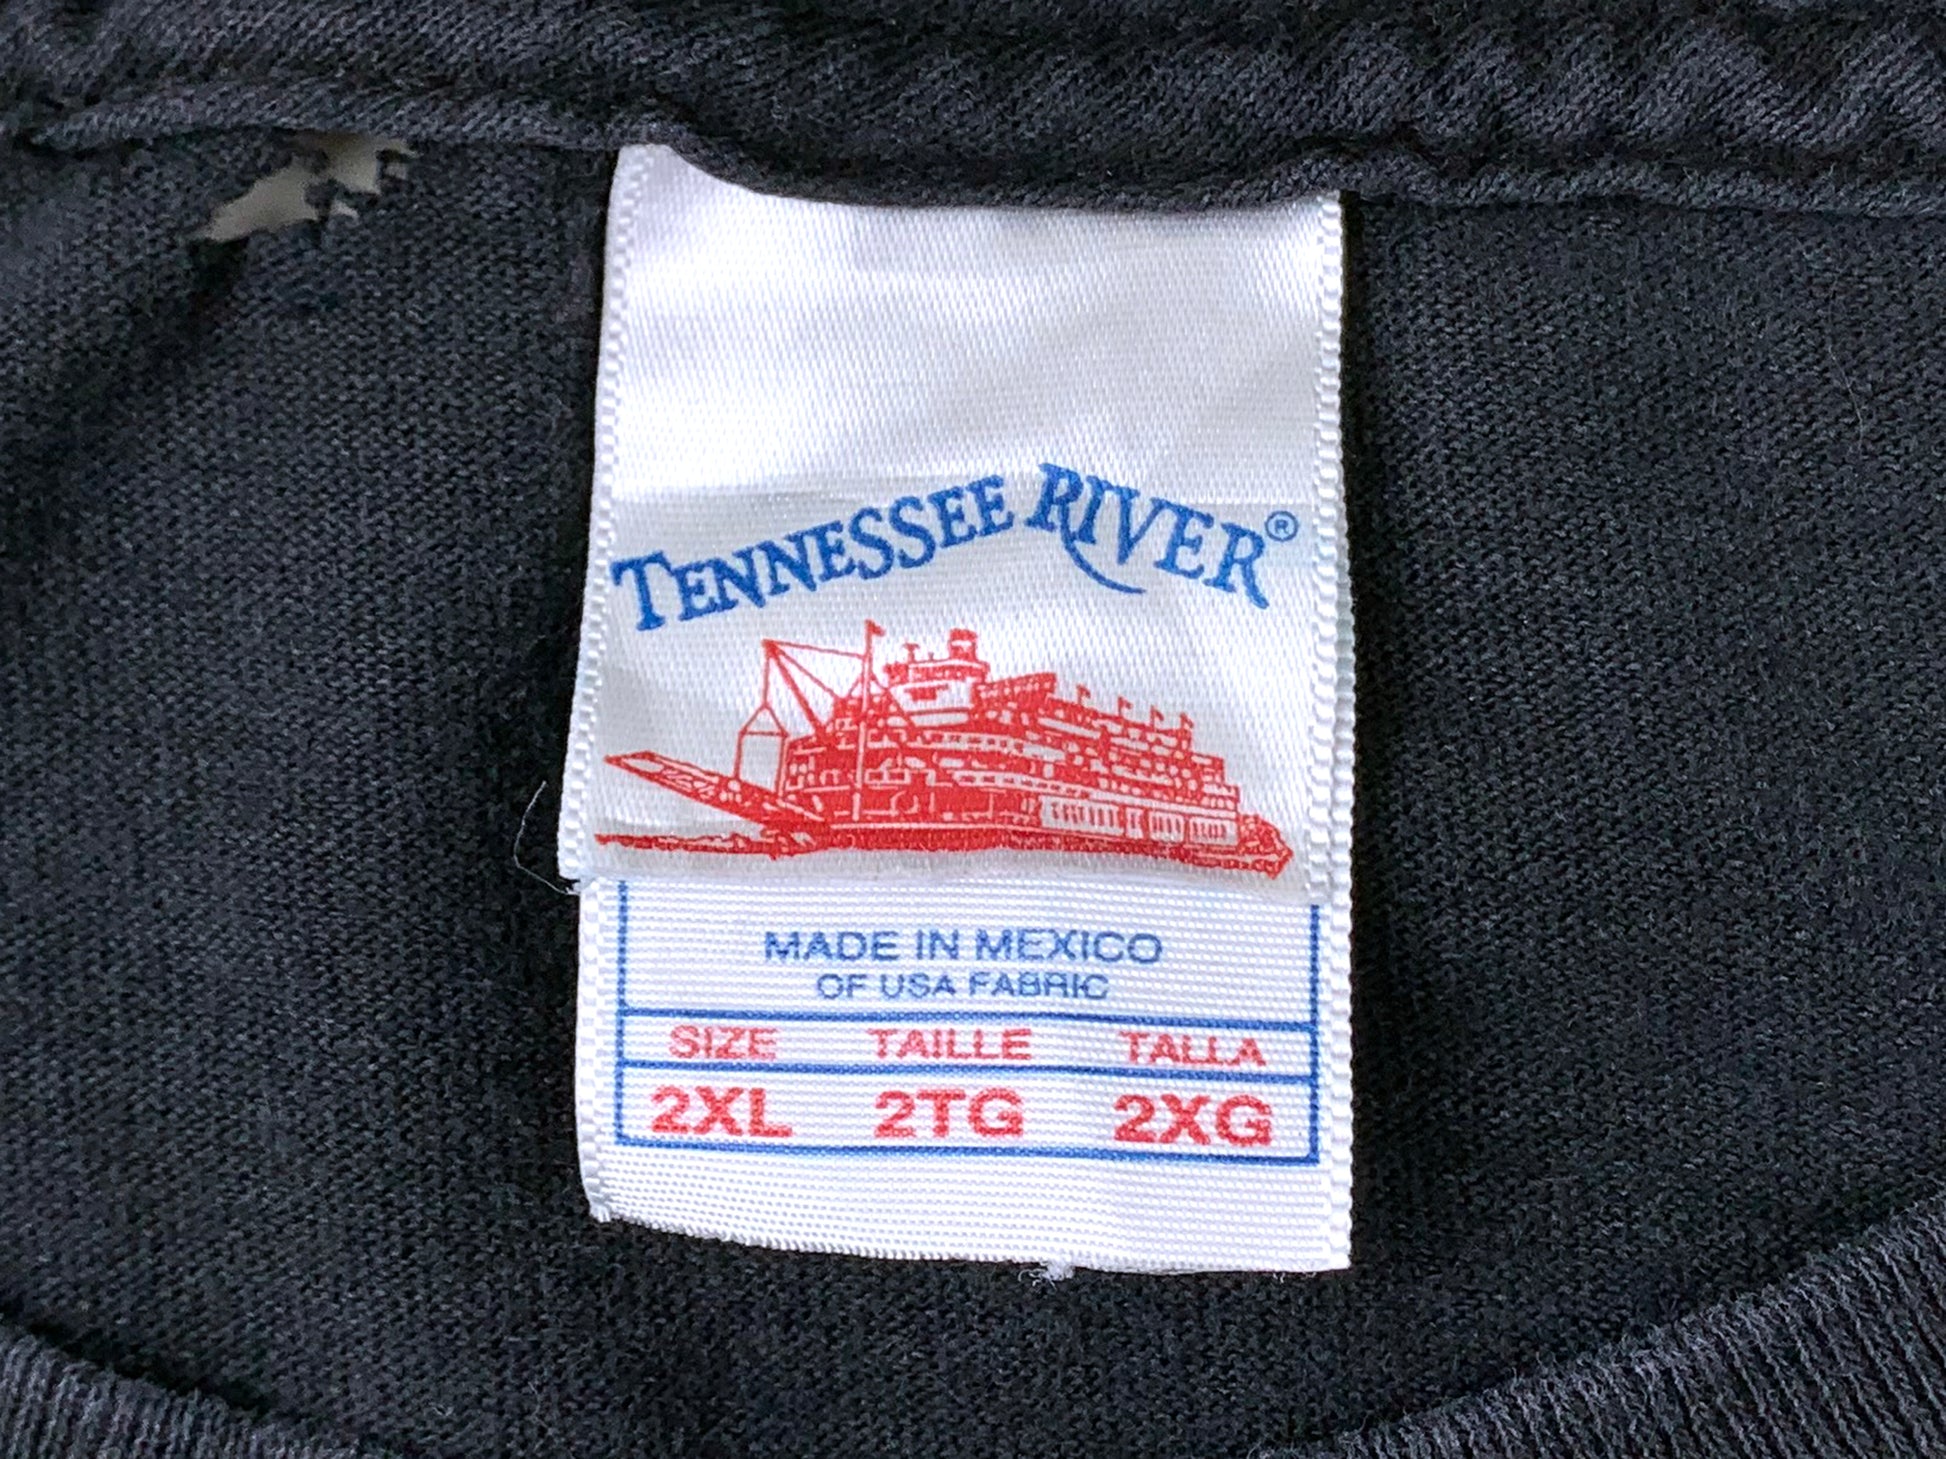 TENNESSEE RIVER®
MADE IN MEXICO
OF USA FABRIC
SIZE TAILLE TALLA
2XL 2TG 2XG